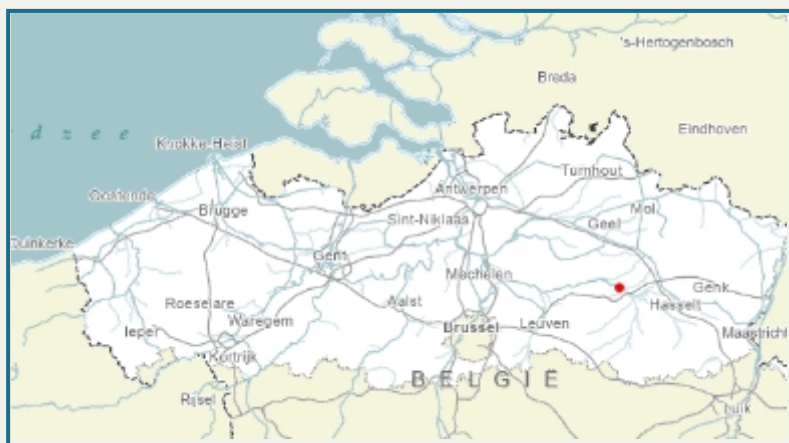 's-Hertogenbosch
Breda
Eindhoven
dzee
Knokke-Heist
Turnhout
Oostende
Antwerpen
Brugge
Sint-Niklaas
Mol
Geel
Duinkerke
Gent
Mechelen
Genk
Roeselare
Aalst
Hasselt
Ieper
Waregem
Brussel
Leuven
Maastricht
Kortrijk
BELGIË
Rijsel
Luik